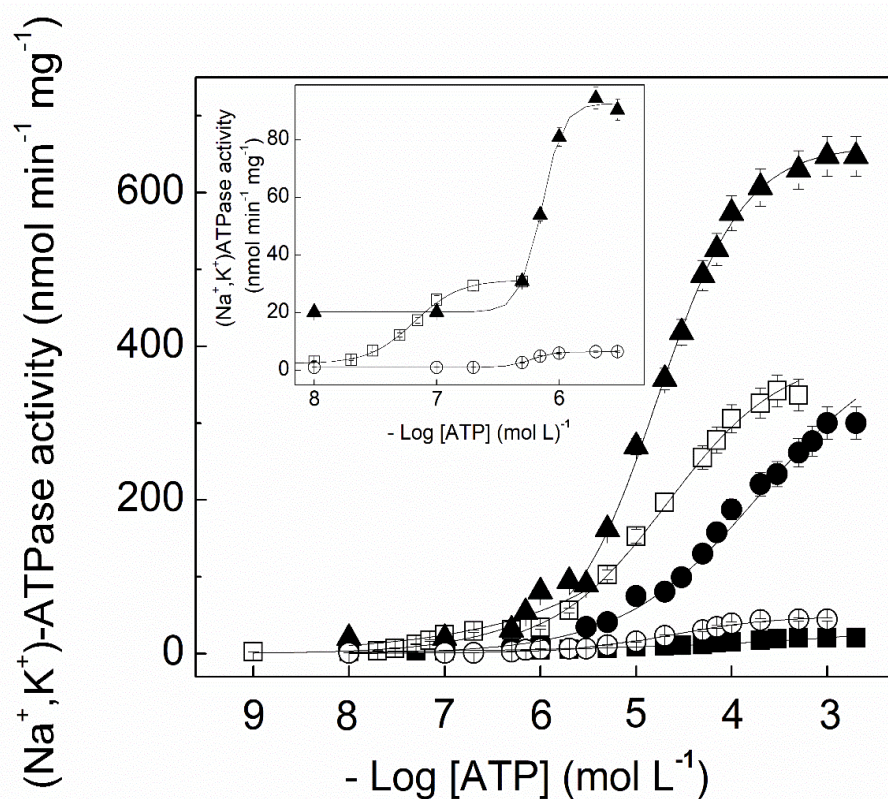 (Na⁺,K⁺)-ATPase activity (nmol min⁻¹ mg⁻¹)
600
400
200
0
9 8 7 6 5 4 3
- Log [ATP] (mol L⁻¹)
(Na⁺,K⁺)ATPase activity
(nmol min⁻¹ mg⁻¹)
80
60
40
20
0
8 7 6
- Log [ATP] (mol L)⁻¹